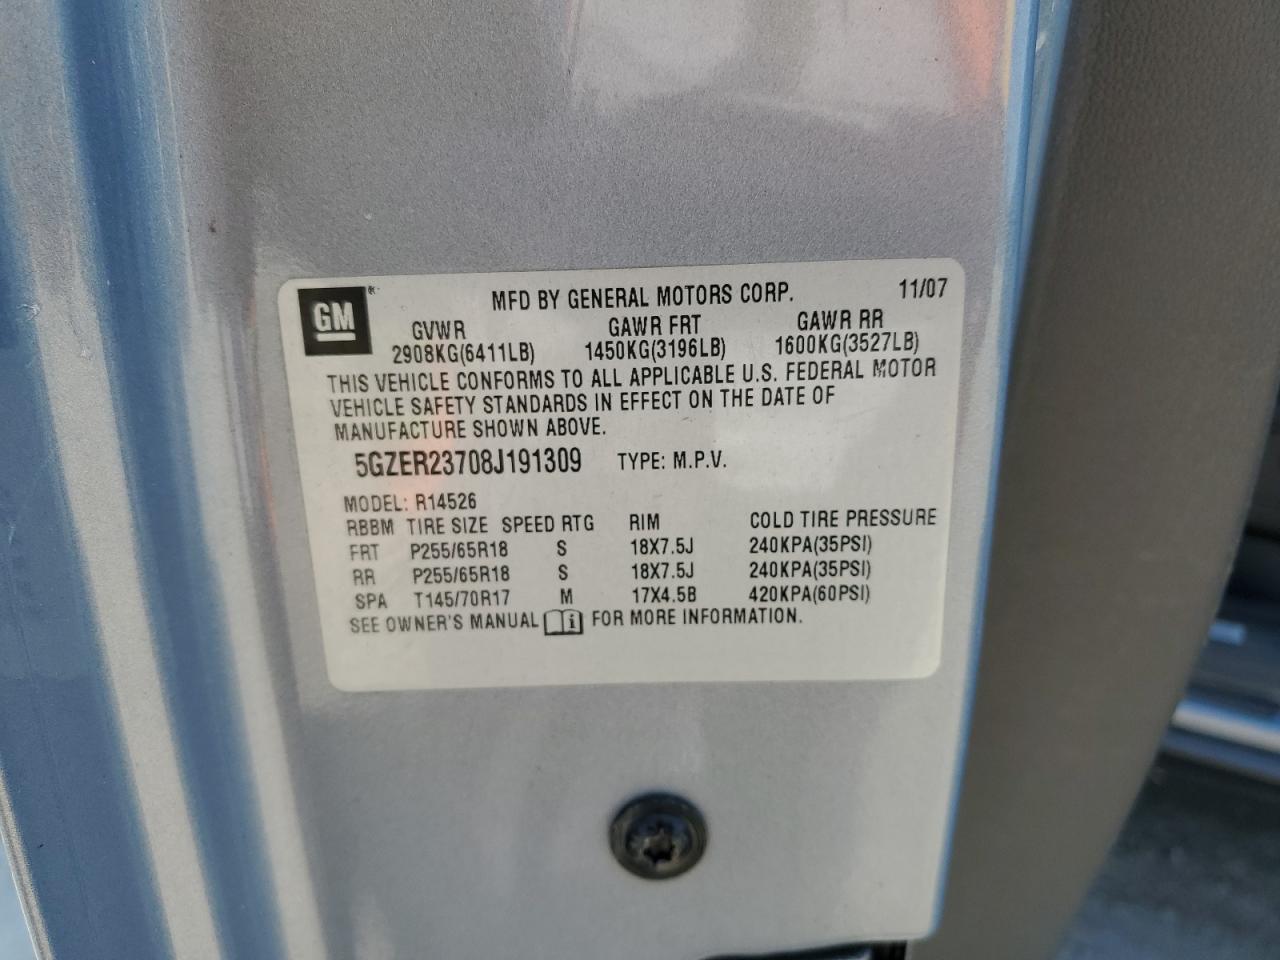 GM ® MFD BY GENERAL MOTORS CORP. 11/07
GVWR GAWR FRT GAWR RR
2908KG(6411LB) 1450KG(3196LB) 1600KG(3527LB)
THIS VEHICLE CONFORMS TO ALL APPLICABLE U.S. FEDERAL MOTOR
VEHICLE SAFETY STANDARDS IN EFFECT ON THE DATE OF
MANUFACTURE SHOWN ABOVE.
5GZER23708J191309 TYPE: M.P.V.
MODEL: R14526
RBBM TIRE SIZE SPEED RTG RIM COLD TIRE PRESSURE
FRT P255/65R18 S 18X7.5J 240KPA(35PSI)
RR P255/65R18 S 18X7.5J 240KPA(35PSI)
SPA T145/70R17 M 17X4.5B 420KPA(60PSI)
SEE OWNER'S MANUAL i FOR MORE INFORMATION.